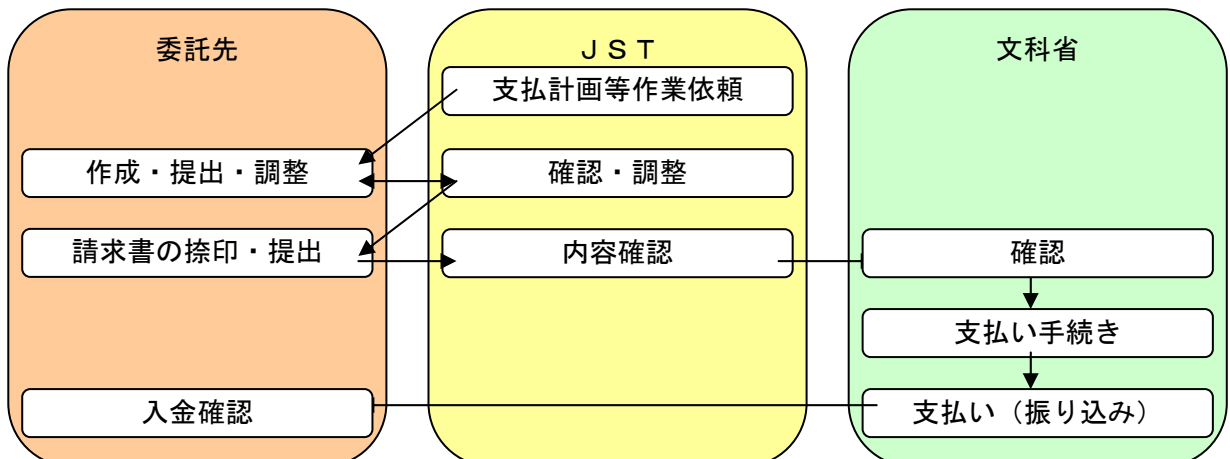 委託先
JST
文科省
支払計画等作業依頼
作成・提出・調整
確認・調整
請求書の捺印・提出
内容確認
確認
支払い手続き
入金確認
支払い（振り込み）